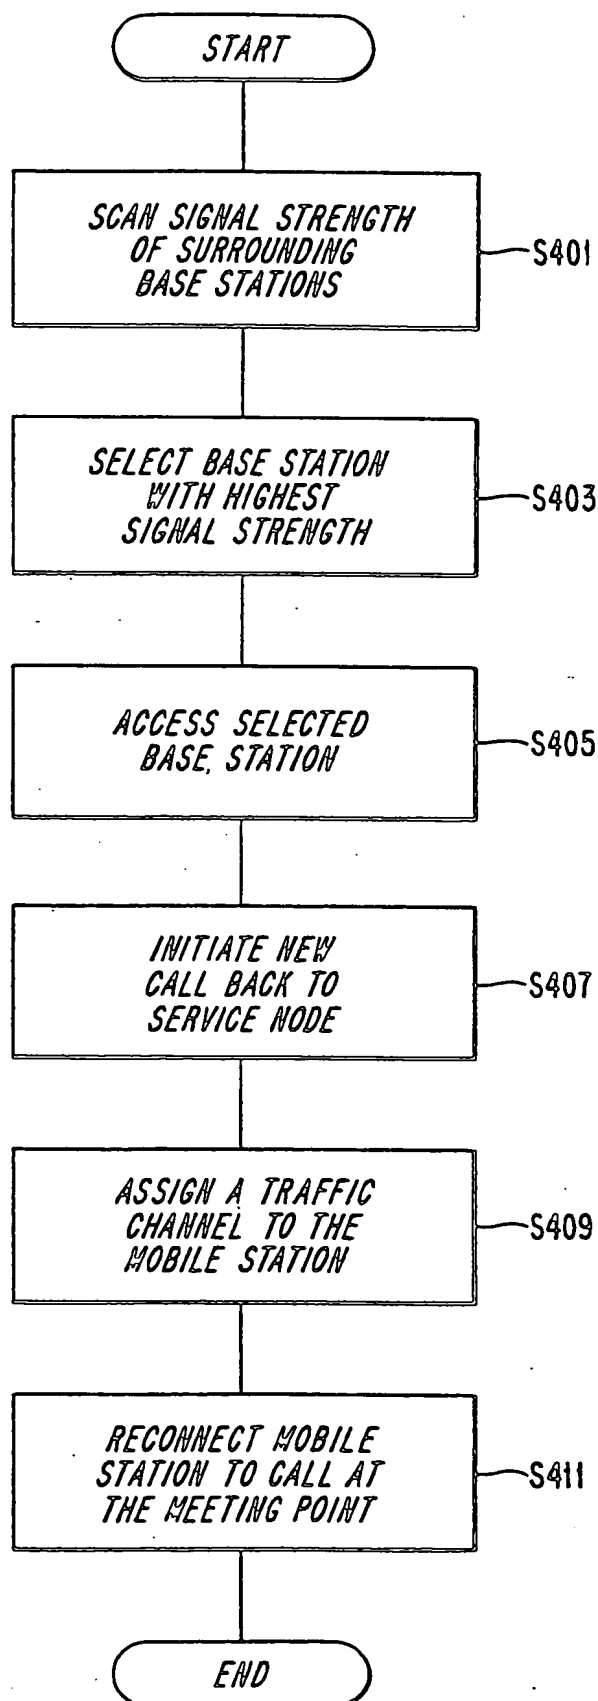 START
SCAN SIGNAL STRENGTH
OF SURROUNDING
BASE STATIONS
S401
SELECT BASE STATION
WITH HIGHEST
SIGNAL STRENGTH
S403
ACCESS SELECTED
BASE STATION
S405
INITIATE NEW
CALL BACK TO
SERVICE NODE
S407
ASSIGN A TRAFFIC
CHANNEL TO THE
MOBILE STATION
S409
RECONNECT MOBILE
STATION TO CALL AT
THE MEETING POINT
S411
END